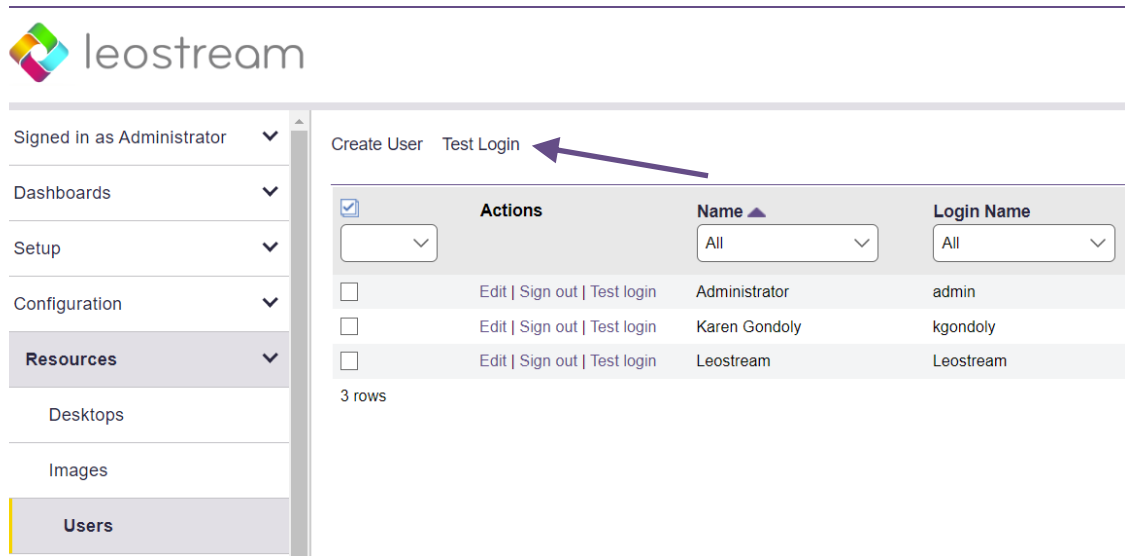 leostream
Signed in as Administrator
Dashboards
Setup
Configuration
Resources
Desktops
Images
Users
Create User Test Login
Actions Name Login Name
All All
Edit | Sign out | Test login Administrator admin
Edit | Sign out | Test login Karen Gondoly kgondoly
Edit | Sign out | Test login Leostream Leostream
3 rows